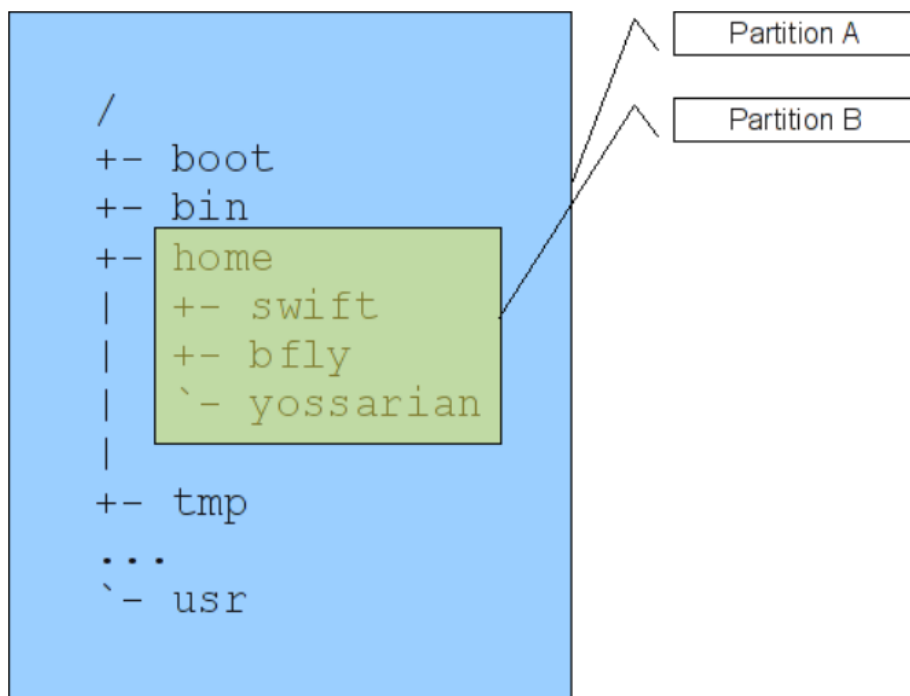 /
+- boot
+- bin
+- home
|  +- swift
|  +- bfly
|  `- yossarian
|
+- tmp
...
`- usr
Partition A
Partition B